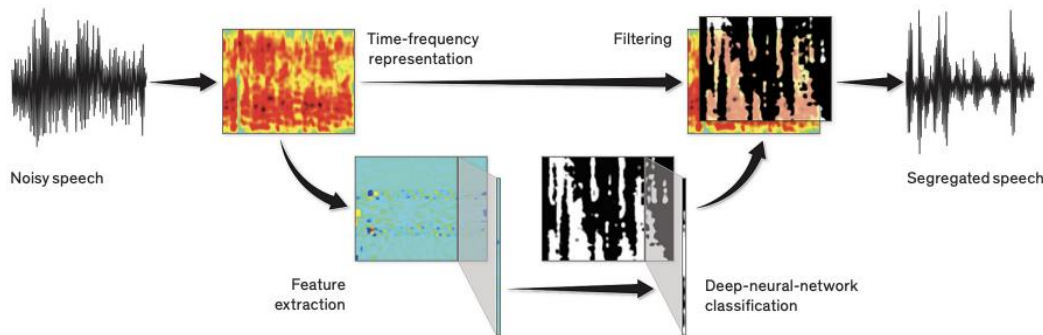 Time-frequency
representation
Filtering
Noisy speech
Segregated speech
Feature
extraction
Deep-neural-network
classification